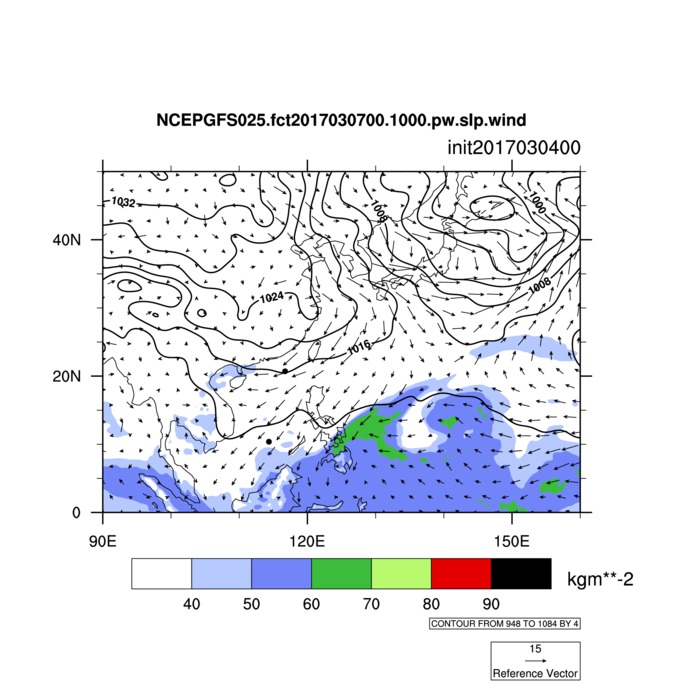 NCEPGFS025.fct2017030700.1000.pw.slp.wind
init2017030400
1032
1008
1000
40N
1024
1008
1016
20N
0
90E 120E 150E
kgm**-2
40 50 60 70 80 90
CONTOUR FROM 948 TO 1084 BY 4
15
Reference Vector